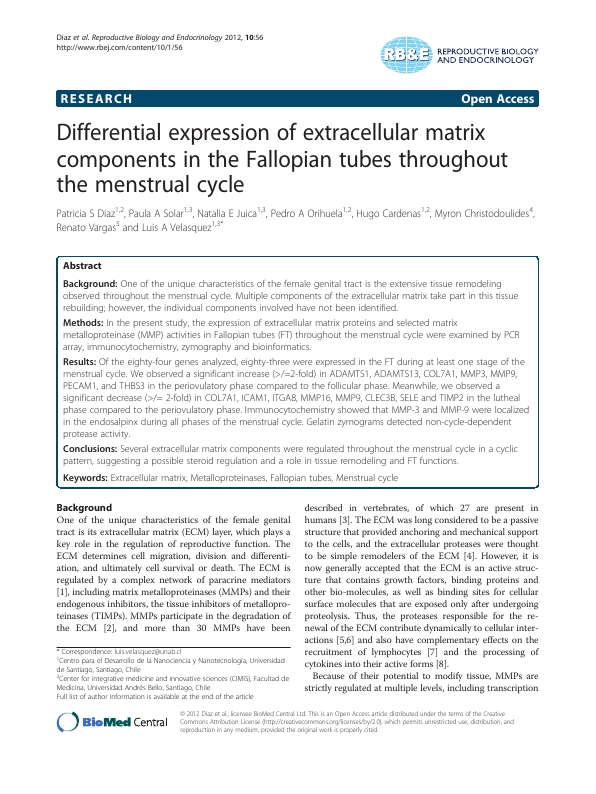 Diaz et al. Reproductive Biology and Endocrinology 2012, 10:56
http://www.rbej.com/content/10/1/56
RB&E
REPRODUCTIVE BIOLOGY
AND ENDOCRINOLOGY
RESEARCH
Open Access
Differential expression of extracellular matrix
components in the Fallopian tubes throughout
the menstrual cycle
Patricia S Diaz1,2, Paula A Solar1,3, Natalia E Juica1,3, Pedro A Orihuela1,2, Hugo Cardenas1,2, Myron Christodoulides4,
Renato Vargas5 and Luis A Velasquez1,3*
Abstract
Background: One of the unique characteristics of the female genital tract is the extensive tissue remodeling
observed throughout the menstrual cycle. Multiple components of the extracellular matrix take part in this tissue
rebuilding; however, the individual components involved have not been identified.
Methods: In the present study, the expression of extracellular matrix proteins and selected matrix
metalloproteinase (MMP) activities in Fallopian tubes (FT) throughout the menstrual cycle were examined by PCR
array, immunocytochemistry, zymography and bioinformatics.
Results: Of the eighty-four genes analyzed, eighty-three were expressed in the FT during at least one stage of the
menstrual cycle. We observed a significant increase (>/=2-fold) in ADAMTS1, ADAMTS13, COL7A1, MMP3, MMP9,
PECAM1, and THBS3 in the periovulatory phase compared to the follicular phase. Meanwhile, we observed a
significant decrease (>/= 2-fold) in COL7A1, ICAM1, ITGA8, MMP16, MMP9, CLEC3B, SELE and TIMP2 in the lutheal
phase compared to the periovulatory phase. Immunocytochemistry showed that MMP-3 and MMP-9 were localized
in the endosalpinx during all phases of the menstrual cycle. Gelatin zymograms detected non-cycle-dependent
protease activity.
Conclusions: Several extracellular matrix components were regulated throughout the menstrual cycle in a cyclic
pattern, suggesting a possible steroid regulation and a role in tissue remodeling and FT functions.
Keywords: Extracellular matrix, Metalloproteinases, Fallopian tubes, Menstrual cycle
Background
One of the unique characteristics of the female genital
tract is its extracellular matrix (ECM) layer, which plays a
key role in the regulation of reproductive function. The
ECM determines cell migration, division and differenti-
ation, and ultimately cell survival or death. The ECM is
regulated by a complex network of paracrine mediators
[1], including matrix metalloproteinases (MMPs) and their
endogenous inhibitors, the tissue inhibitors of metallopro-
teinases (TIMPs). MMPs participate in the degradation of
the ECM [2], and more than 30 MMPs have been
* Correspondence: luis.velasquez@unab.cl
1Centro para el Desarrollo de la Nanociencia y Nanotecnología, Universidad
de Santiago, Santiago, Chile
3Center for integrative medicine and innovative sciences (CIMIS), Facultad de
Medicina, Universidad Andrés Bello, Santiago, Chile
Full list of author information is available at the end of the article
described in vertebrates, of which 27 are present in
humans [3]. The ECM was long considered to be a passive
structure that provided anchoring and mechanical support
to the cells, and the extracellular proteases were thought
to be simple remodelers of the ECM [4]. However, it is
now generally accepted that the ECM is an active struc-
ture that contains growth factors, binding proteins and
other bio-molecules, as well as binding sites for cellular
surface molecules that are exposed only after undergoing
proteolysis. Thus, the proteases responsible for the re-
newal of the ECM contribute dynamically to cellular inter-
actions [5,6] and also have complementary effects on the
recruitment of lymphocytes [7] and the processing of
cytokines into their active forms [8].
Because of their potential to modify tissue, MMPs are
strictly regulated at multiple levels, including transcription
BioMed Central
© 2012 Diaz et al.; licensee BioMed Central Ltd. This is an Open Access article distributed under the terms of the Creative
Commons Attribution License (http://creativecommons.org/licenses/by/2.0), which permits unrestricted use, distribution, and
reproduction in any medium, provided the original work is properly cited.